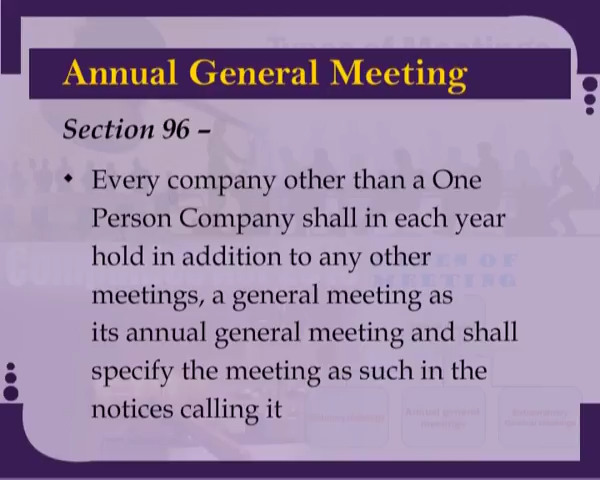 Annual General Meeting
Section 96 –
Every company other than a One
Person Company shall in each year
hold in addition to any other
meetings, a general meeting as
its annual general meeting and shall
specify the meeting as such in the
notices calling it